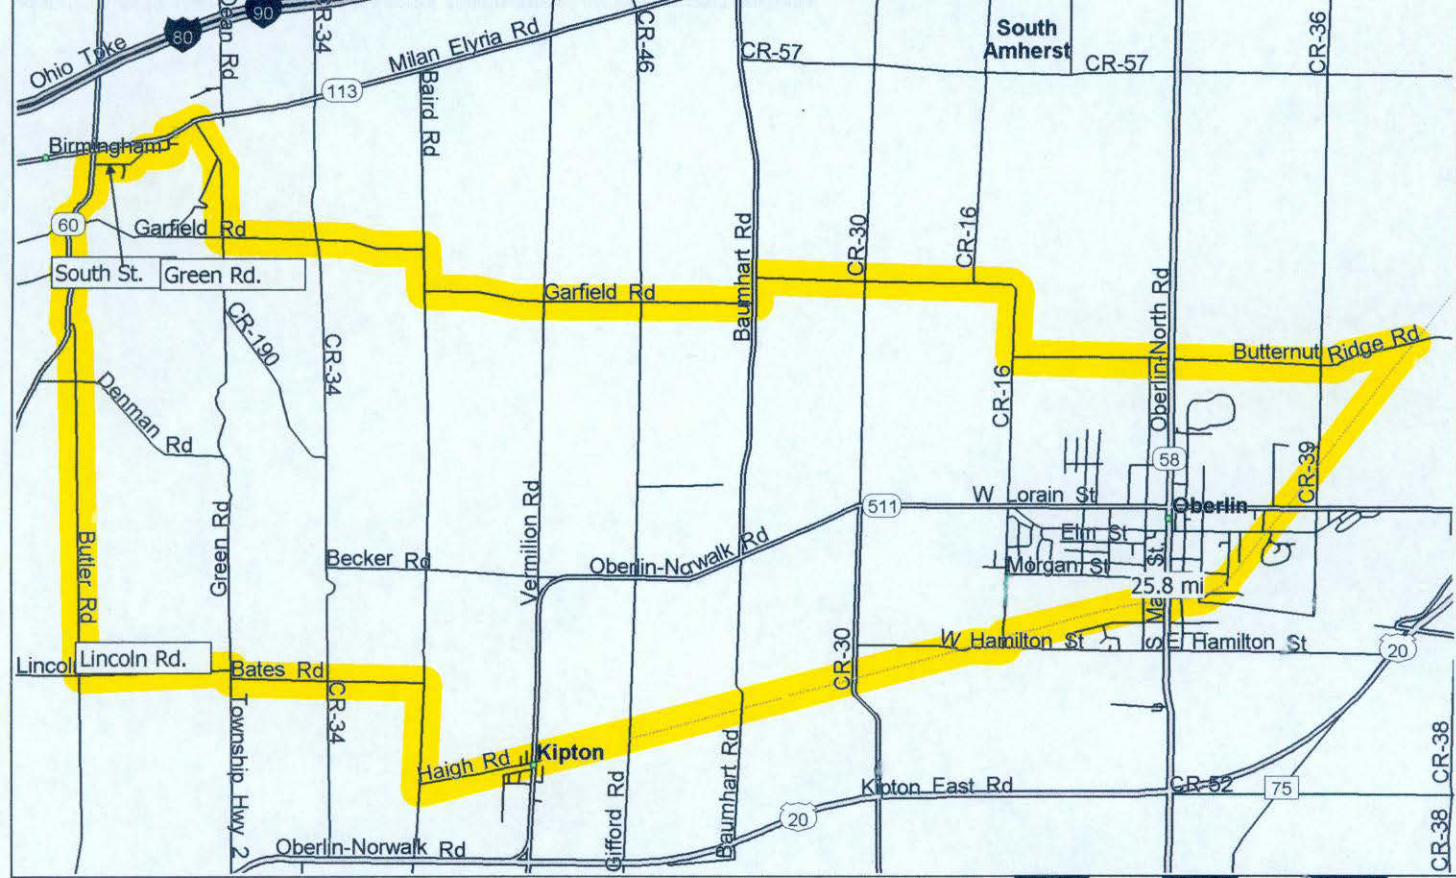 90
80
Ohio Tpke
Dean Rd
CR-34
Milan Elyria Rd
113
Baird Rd
CR-46
CR-57
South
Amherst
CR-57
CR-36
Birmingham
60
Garfield Rd
South St.
Green Rd.
Garfield Rd
Baumhart Rd
CR-30
CR-16
Oberlin-North Rd
Butternut Ridge Rd
CR-190
CR-34
Denman Rd
CR-16
58
CR-39
W Lorain St
Oberlin
511
Elm St
Morgan St
25.8 mi
Green Rd
Vermilion Rd
Becker Rd
Oberlin-Norwalk Rd
Butler Rd
CR-30
W Hamilton St
S Ma St
E Hamilton St
20
Lincol
Lincoln Rd.
Bates Rd
CR-34
Township Hwy 2
Haigh Rd
Kipton
Gifford Rd
Baumhart Rd
Kipton East Rd
CR-52
75
CR-38
20
Oberlin-Norwalk Rd
CR-38